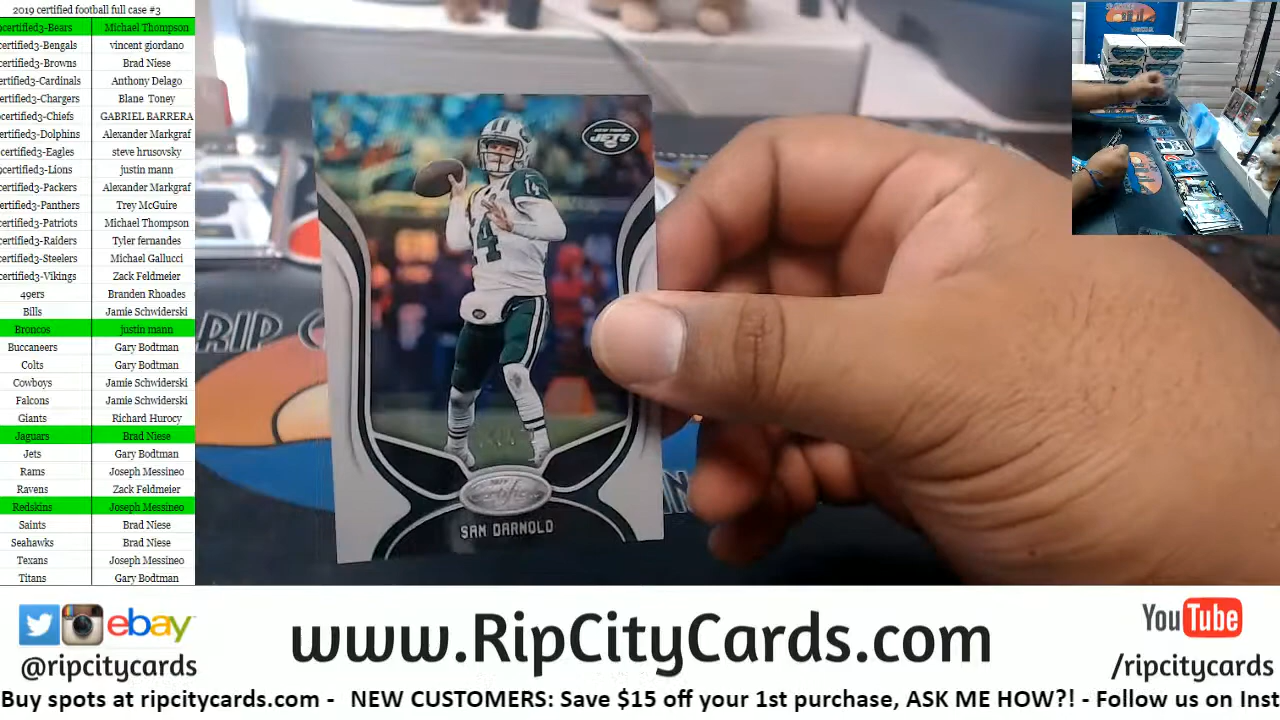 2019 certified football full case #3
certified3-Bears Michael Thompson
certified3-Bengals vincent giordano
certified3-Browns Brad Niese
certified3-Cardinals Anthony Delago
certified3-Chargers Blane Toney
certified3-Chiefs GABRIEL BARRERA
certified3-Dolphins Alexander Markgraf
certified3-Eagles steve hrusovsky
certified3-Lions justin mann
certified3-Packers Alexander Markgraf
certified3-Panthers Trey McGuire
certified3-Patriots Michael Thompson
certified3-Raiders Tyler fernandes
certified3-Steelers Michael Gallucci
certified3-Vikings Zack Feldmeier
49ers Branden Rhoades
Bills Jamie Schwiderski
Broncos justin mann
Buccaneers Gary Bodtman
Colts Gary Bodtman
Cowboys Jamie Schwiderski
Falcons Jamie Schwiderski
Giants Richard Hurocy
Jaguars Brad Niese
Jets Gary Bodtman
Rams Joseph Messineo
Ravens Zack Feldmeier
Redskins Joseph Messineo
Saints Brad Niese
Seahawks Brad Niese
Texans Joseph Messineo
Titans Gary Bodtman
NEW YORK
JETS
14
4
RIP C
Certified
SAM DARNOLD
ebay
@ripcitycards
www.RipCityCards.com
YouTube
/ripcitycards
Buy spots at ripcitycards.com - NEW CUSTOMERS: Save $15 off your 1st purchase, ASK ME HOW?! - Follow us on Inst